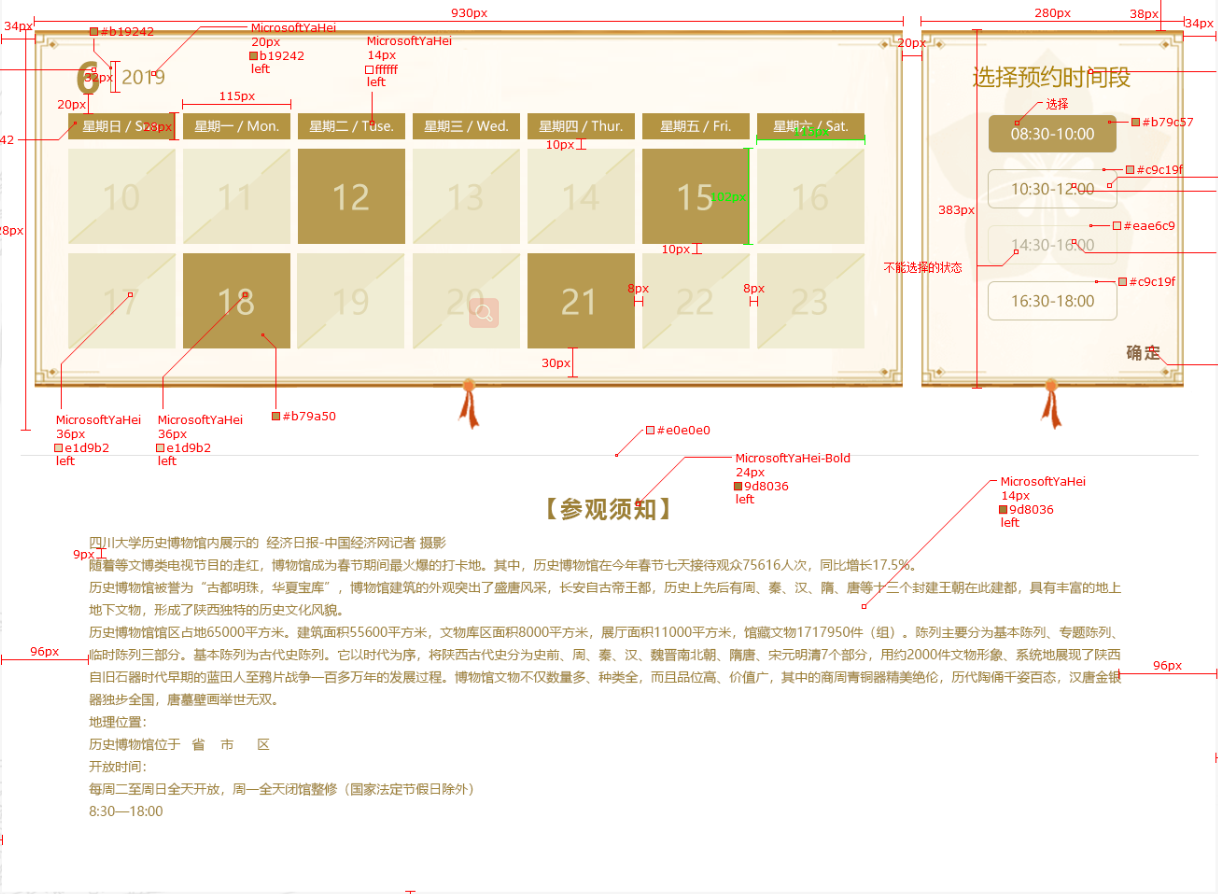 930px
280px
38px
34px
34px
#b19242
MicrosoftYaHei
20px
b19242
left
MicrosoftYaHei
14px
ffffff
left
20px
6
82px
2019
选择预约时间段
20px
115px
选择
42
星期日 / S
28px
星期一 / Mon.
星期二 / Tuse.
星期三 / Wed.
星期四 / Thur.
星期五 / Fri.
星期六 / Sat.
08:30-10:00
#b79c57
10px
#c9c19f
10
11
12
13
14
15
16
102px
10:30-12:00
383px
#eae6c9
8px
14:30-16:00
10px
不能选择的状态
17
18
19
20
21
22
23
8px
8px
#c9c19f
16:30-18:00
30px
确定
MicrosoftYaHei
36px
e1d9b2
left
MicrosoftYaHei
36px
e1d9b2
left
#b79a50
#e0e0e0
MicrosoftYaHei-Bold
24px
9d8036
left
MicrosoftYaHei
14px
9d8036
left
【参观须知】
四川大学历史博物馆内展示的 经济日报-中国经济网记者 摄影
9px
随着等文博类电视节目的走红，博物馆成为春节期间最火爆的打卡地。其中，历史博物馆在今年春节七天接待观众75616人次，同比增长17.5%。
历史博物馆被誉为“古都明珠，华夏宝库”，博物馆建筑的外观突出了盛唐风采，长安自古帝王都，历史上先后有周、秦、汉、隋、唐等十三个封建王朝在此建都，具有丰富的地上
地下文物，形成了陕西独特的历史文化风貌。
历史博物馆馆区占地65000平方米。建筑面积55600平方米，文物库区面积8000平方米，展厅面积11000平方米，馆藏文物1717950件（组）。陈列主要分为基本陈列、专题陈列、
临时陈列三部分。基本陈列为古代史陈列。它以时代为序，将陕西古代史分为史前、周、秦、汉、魏晋南北朝、隋唐、宋元明清7个部分，用约2000件文物形象、系统地展现了陕西
96px
96px
自旧石器时代早期的蓝田人至鸦片战争一百多万年的发展过程。博物馆文物不仅数量多、种类全，而且品位高、价值广，其中的商周青铜器精美绝伦，历代陶俑千姿百态，汉唐金银
器独步全国，唐墓壁画举世无双。
地理位置：
历史博物馆位于 省 市 区
开放时间：
每周二至周日全天开放，周一全天闭馆整修（国家法定节假日除外）
8:30—18:00